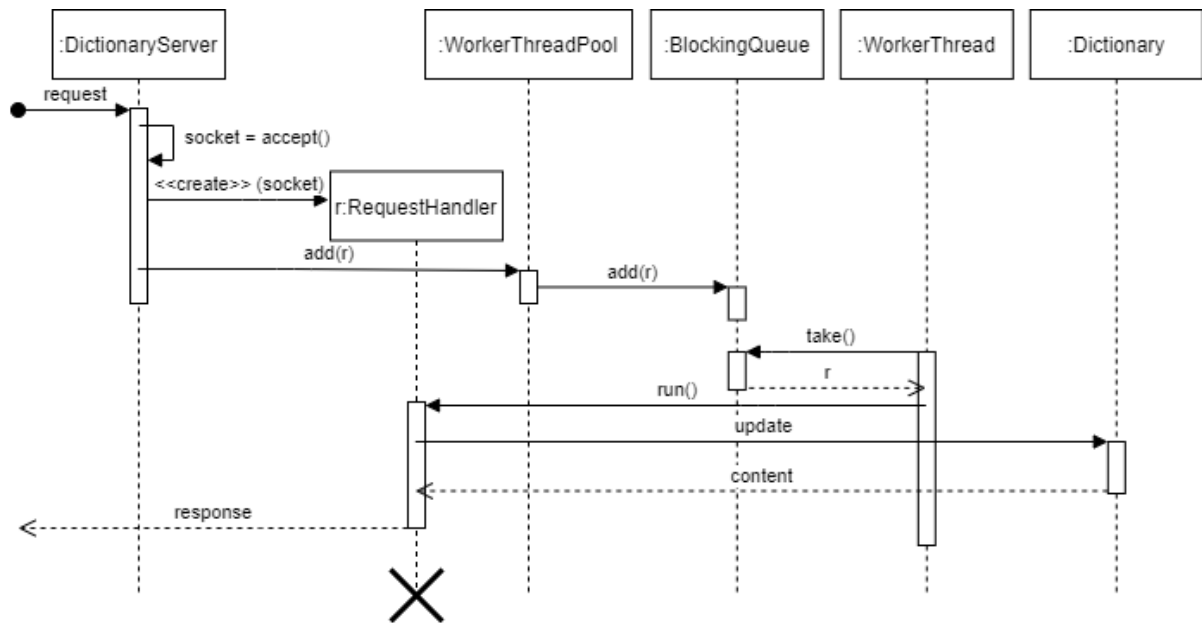 :DictionaryServer
:WorkerThreadPool
:BlockingQueue
:WorkerThread
:Dictionary
request
socket = accept()
<<create>> (socket)
r:RequestHandler
add(r)
add(r)
take()
r
run()
update
content
response